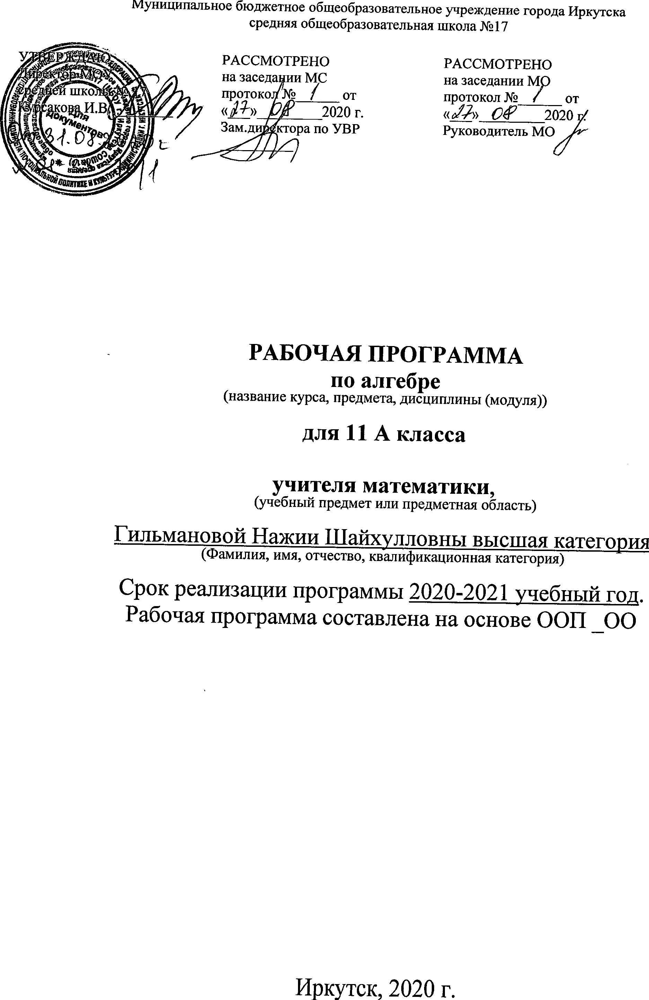 Муниципальное бюджетное общеобразовательное учреждение города Иркутска
средняя общеобразовательная школа №17
УТВЕРЖДАЮ
Директор МОУ
средней школы № 17
Курсакова И.В.
Для
документов
31.08.
РАССМОТРЕНО
на заседании МС
протокол № 1 от
«27» 08 2020 г.
Зам.директора по УВР
РАССМОТРЕНО
на заседании МО
протокол № 1 от
«27» 08 2020 г.
Руководитель МО
РАБОЧАЯ ПРОГРАММА
по алгебре
(название курса, предмета, дисциплины (модуля))
для 11 А класса
учителя математики,
(учебный предмет или предметная область)
Гильмановой Нажии Шайхулловны высшая категория
(Фамилия, имя, отчество, квалификационная категория)
Срок реализации программы 2020-2021 учебный год.
Рабочая программа составлена на основе ООП _ОО
Иркутск, 2020 г.